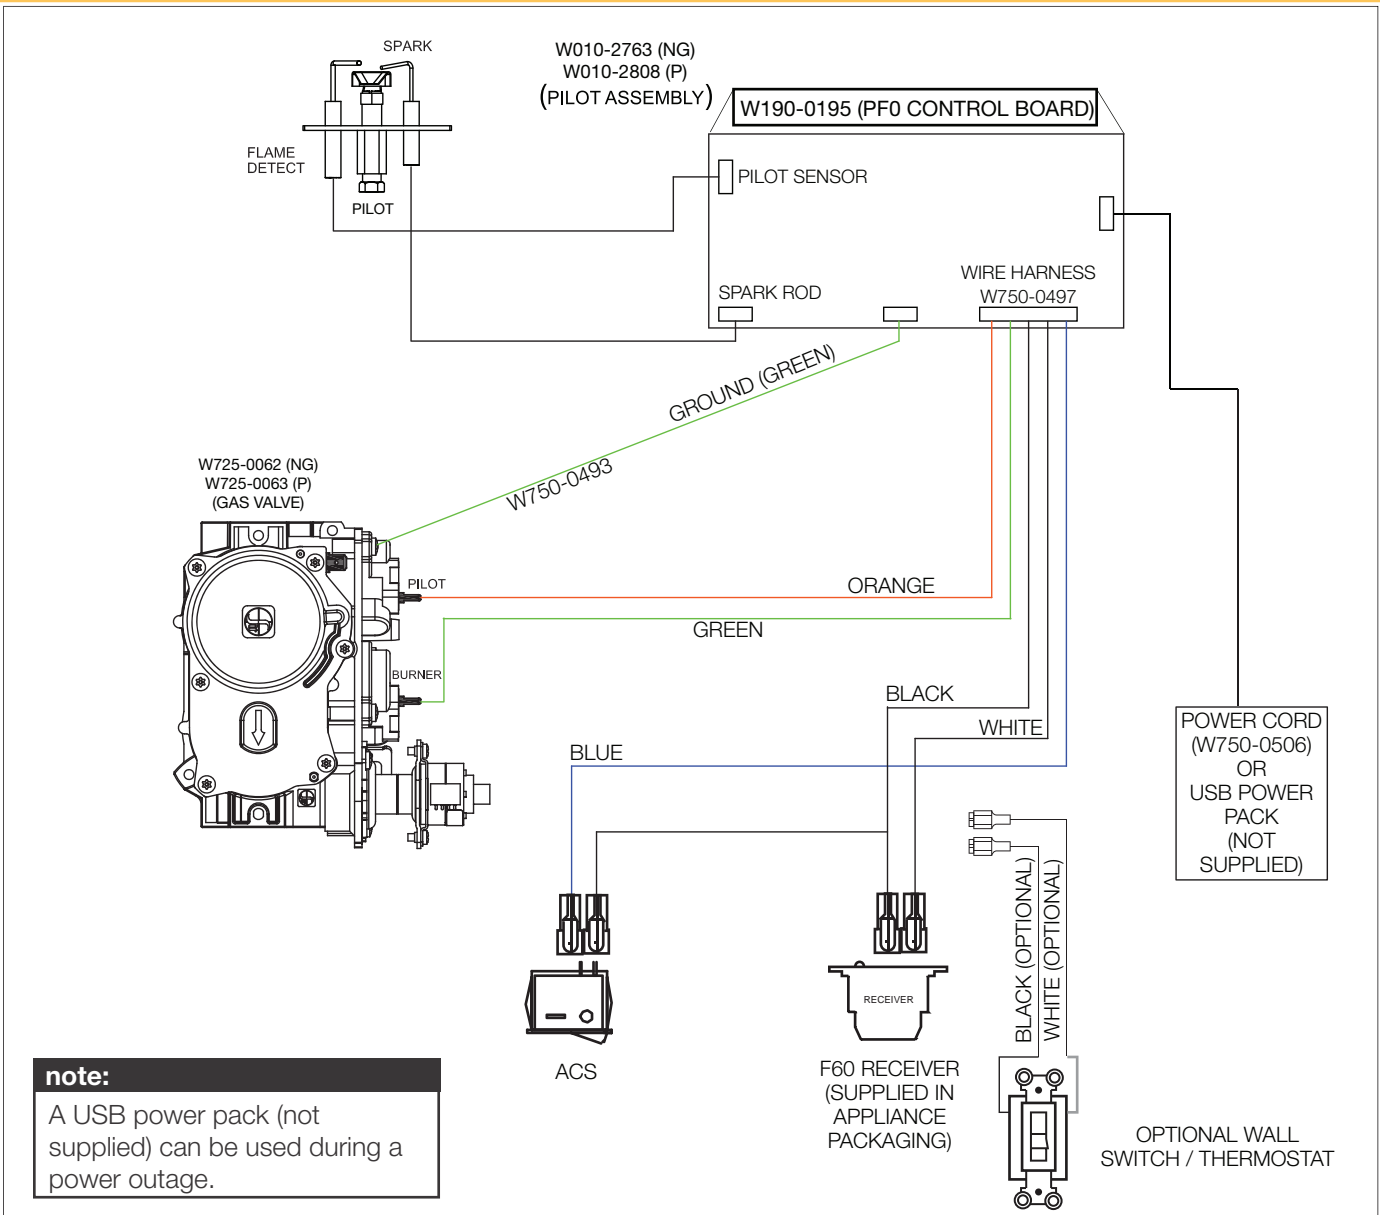 SPARK
W010-2763 (NG)
W010-2808 (P)
(PILOT ASSEMBLY)
W190-0195 (PF0 CONTROL BOARD)
FLAME
DETECT
PILOT
PILOT SENSOR
WIRE HARNESS
W750-0497
SPARK ROD
GROUND (GREEN)
W750-0493
W725-0062 (NG)
W725-0063 (P)
(GAS VALVE)
PILOT
ORANGE
GREEN
BURNER
BLACK
WHITE
BLUE
POWER CORD
(W750-0506)
OR
USB POWER
PACK
(NOT
SUPPLIED)
BLACK (OPTIONAL)
WHITE (OPTIONAL)
RECEIVER
ACS
F60 RECEIVER
(SUPPLIED IN
APPLIANCE
PACKAGING)
OPTIONAL WALL
SWITCH / THERMOSTAT
note:
A USB power pack (not
supplied) can be used during a
power outage.